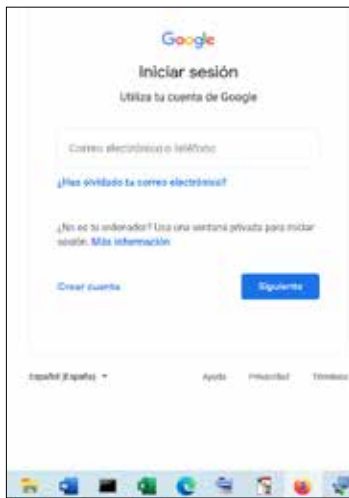 Google
Iniciar sesión
Utiliza tu cuenta de Google
Correo electrónico o teléfono
¿Has olvidado tu correo electrónico?
¿No es tu ordenador? Usa una ventana privada para iniciar
sesión. Más información
Crear cuenta
Siguiente
Español (España)
Ayuda
Privacidad
Términos